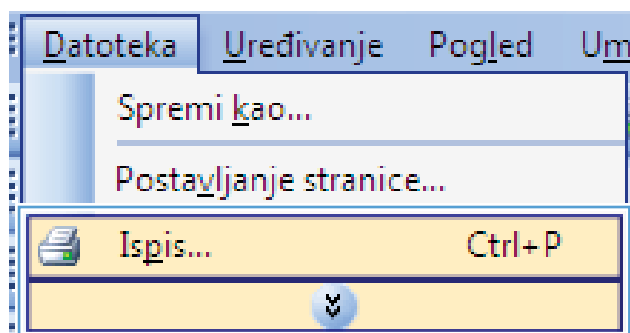 Datoteka Uređivanje Pogled Um
Spremi kao...
Postavljanje stranice...
Ispis... Ctrl+P